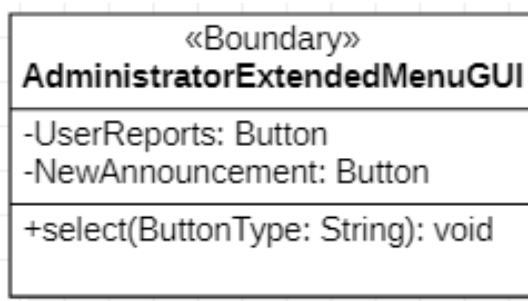 «Boundary»
AdministratorExtendedMenuGUI
-UserReports: Button
-NewAnnouncement: Button
+select(ButtonType: String): void